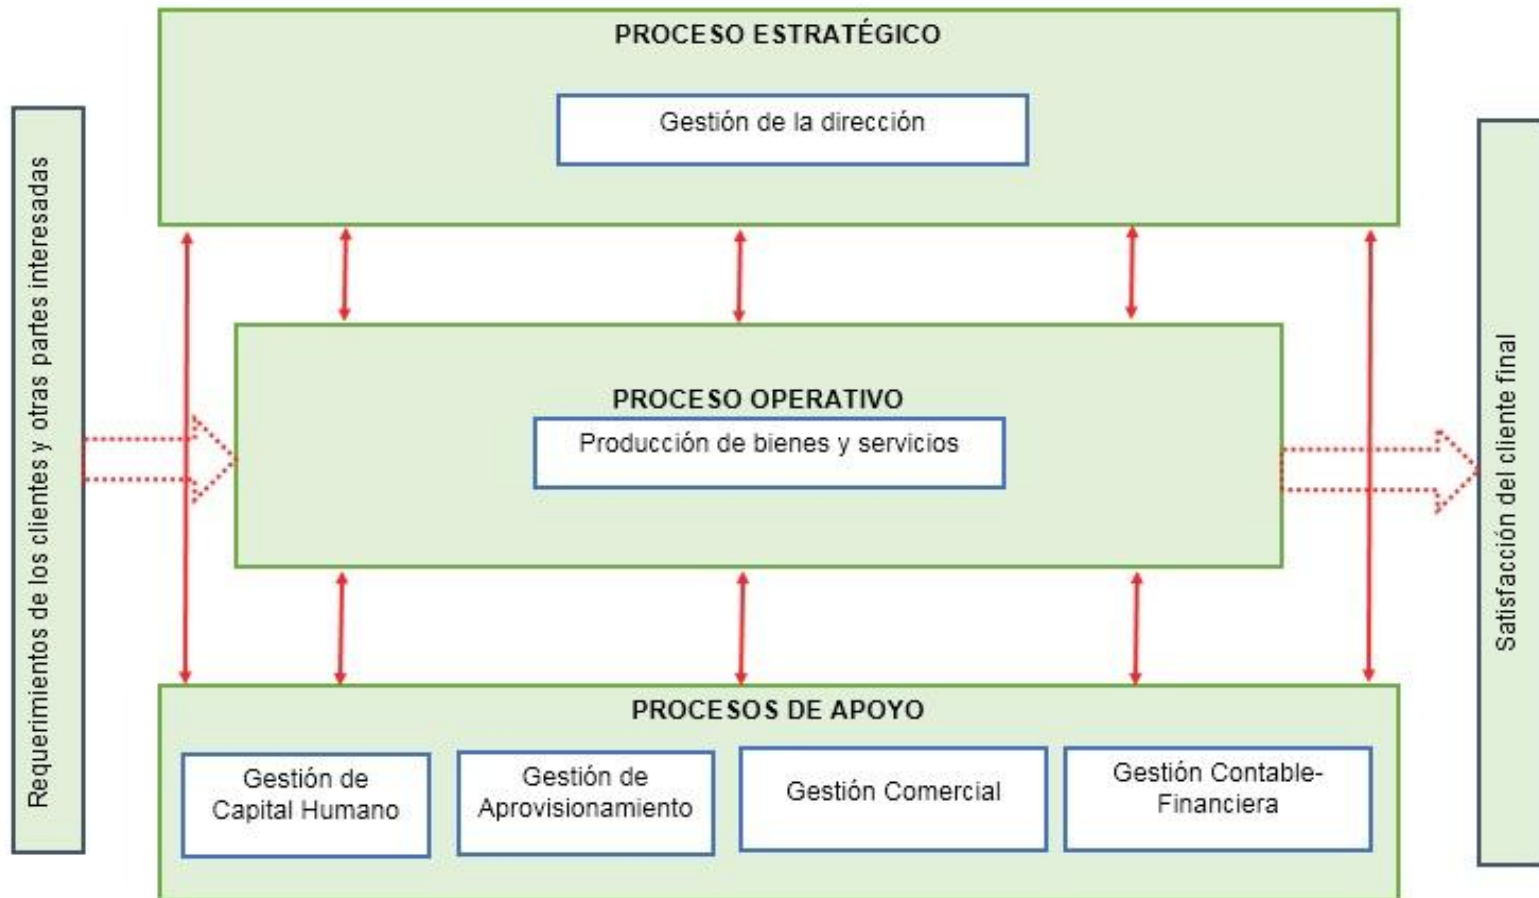 PROCESO ESTRATÉGICO
Gestión de la dirección
Requerimientos de los clientes y otras partes interesadas
PROCESO OPERATIVO
Producción de bienes y servicios
Satisfacción del cliente final
PROCESOS DE APOYO
Gestión de
Capital Humano
Gestión de
Aprovisionamiento
Gestión Comercial
Gestión Contable-
Financiera